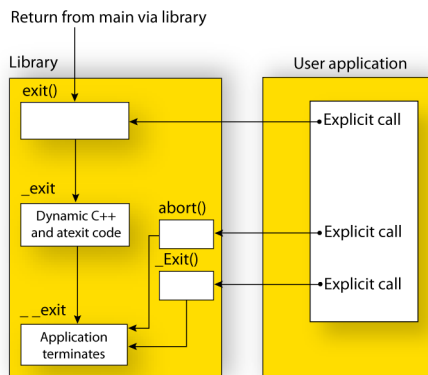 Return from main via library
Library
User application
exit()
Explicit call
_exit
Dynamic C++
and atexit code
abort()
Explicit call
_Exit()
Explicit call
_ _exit
Application
terminates